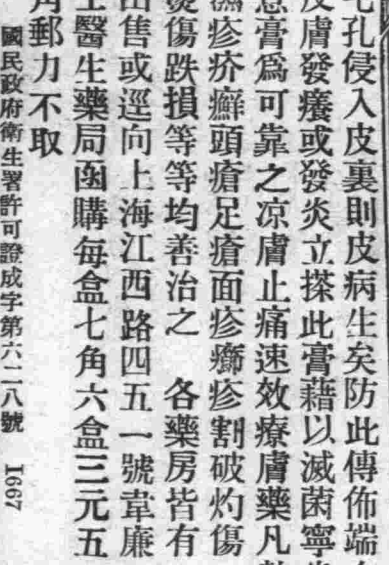 孔侵入皮裏則皮病生矣防此傳佈端
膚發癢或發炎立搽此膏藉以滅菌寧
膏爲可靠之凉膚止痛速效療膚藥凡
疹疥癬頭瘡足瘡面疹癤疹割破灼傷
燙傷跌損等等均善治之 各藥房皆有
出售或逕向上海江西路四五一號韋廉
士醫生藥局函購每盒七角六盒三元五
角郵力不取
國民政府衛生署許可證成字第六二八號 1667